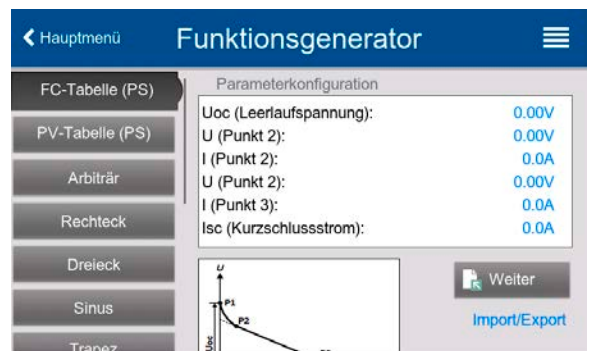 Hauptmenü
Funktionsgenerator
FC-Tabelle (PS)
PV-Tabelle (PS)
Arbiträr
Rechteck
Dreieck
Sinus
Trapez
Parameterkonfiguration
Uoc (Leerlaufspannung): 0.00V
U (Punkt 2): 0.00V
I (Punkt 2): 0.0A
U (Punkt 2): 0.00V
I (Punkt 3): 0.0A
Isc (Kurzschlussstrom): 0.0A
U
P1
P2
Uoc
Weiter
Import/Export